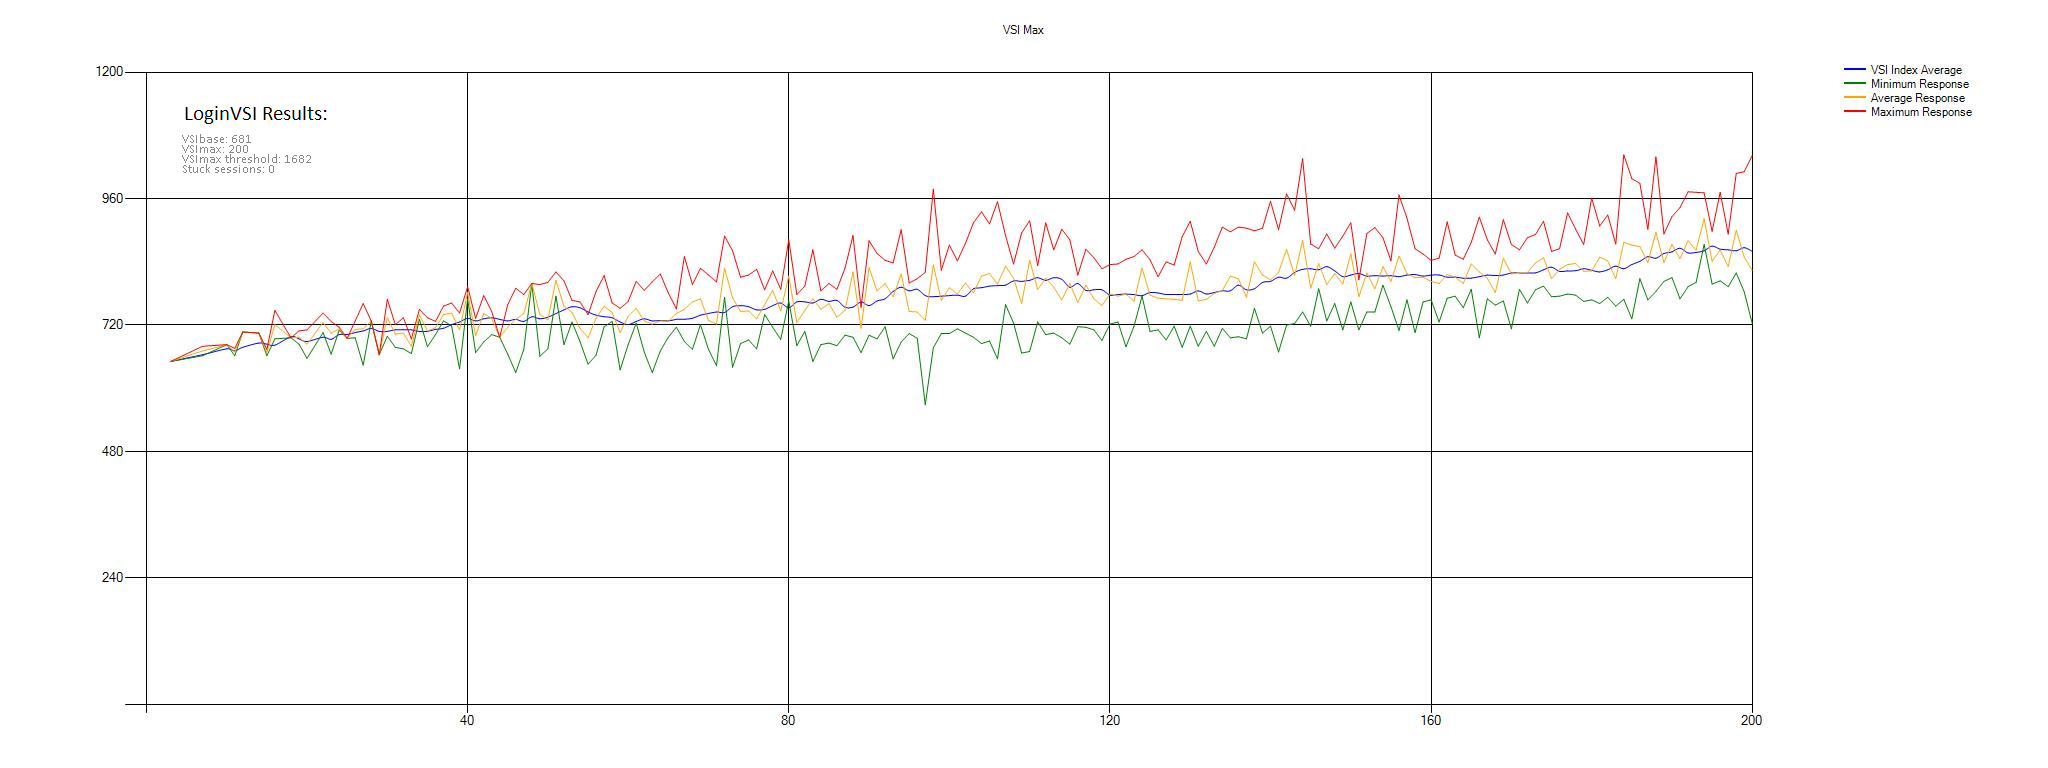 VSI Max
1200
960
720
480
240
LoginVSI Results:
VSIbase: 681
VSImax: 200
VSImax threshold: 1682
Stuck sessions: 0
VSI Index Average
Minimum Response
Average Response
Maximum Response
40 80 120 160 200